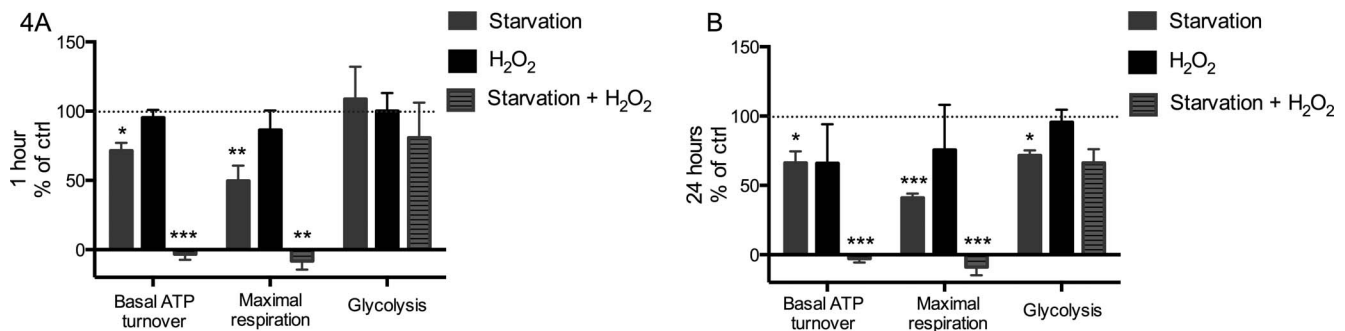 4A
Starvation
H₂O₂
Starvation + H₂O₂
150
100
50
0
1 hour
% of ctrl
*
***
**
**
Basal ATP
turnover
Maximal
respiration
Glycolysis
B
Starvation
H₂O₂
Starvation + H₂O₂
150
100
50
0
24 hours
% of ctrl
*
***
***
***
*
Basal ATP
turnover
Maximal
respiration
Glycolysis